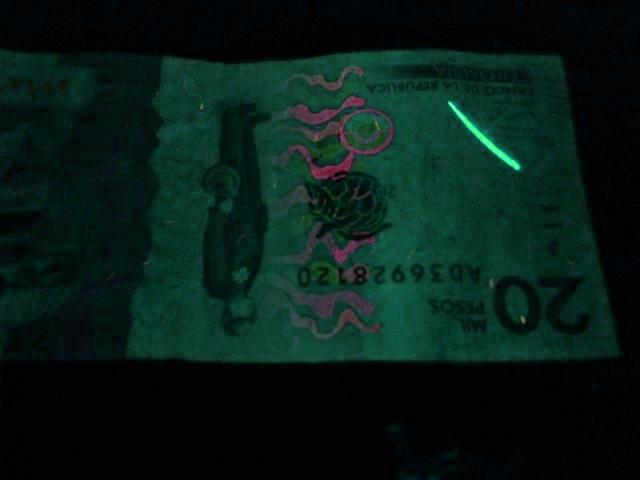 BANCO DE LA REPÚBLICA
COLOMBIA
20
MIL
PESOS
AD36928120